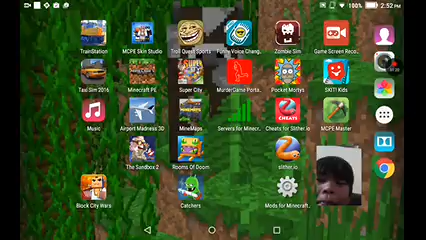 100% 2:52 PM
TrainStation MCPE Skin Studio Troll Quest Sports Funny Voice Chang.. Zombie Sim Game Screen Reco..
Taxi Sim 2016 Minecraft PE Super City MurderGame Porta.. Pocket Mortys SKIT! Kids
CHEATS
Music Airport Madness 3D MineMaps Servers for Minecr.. Cheats for Slither.io MCPE Master
The Sandbox 2 Rooms Of Doom slither.io
Block City Wars Catchers Mods for Minecraft..